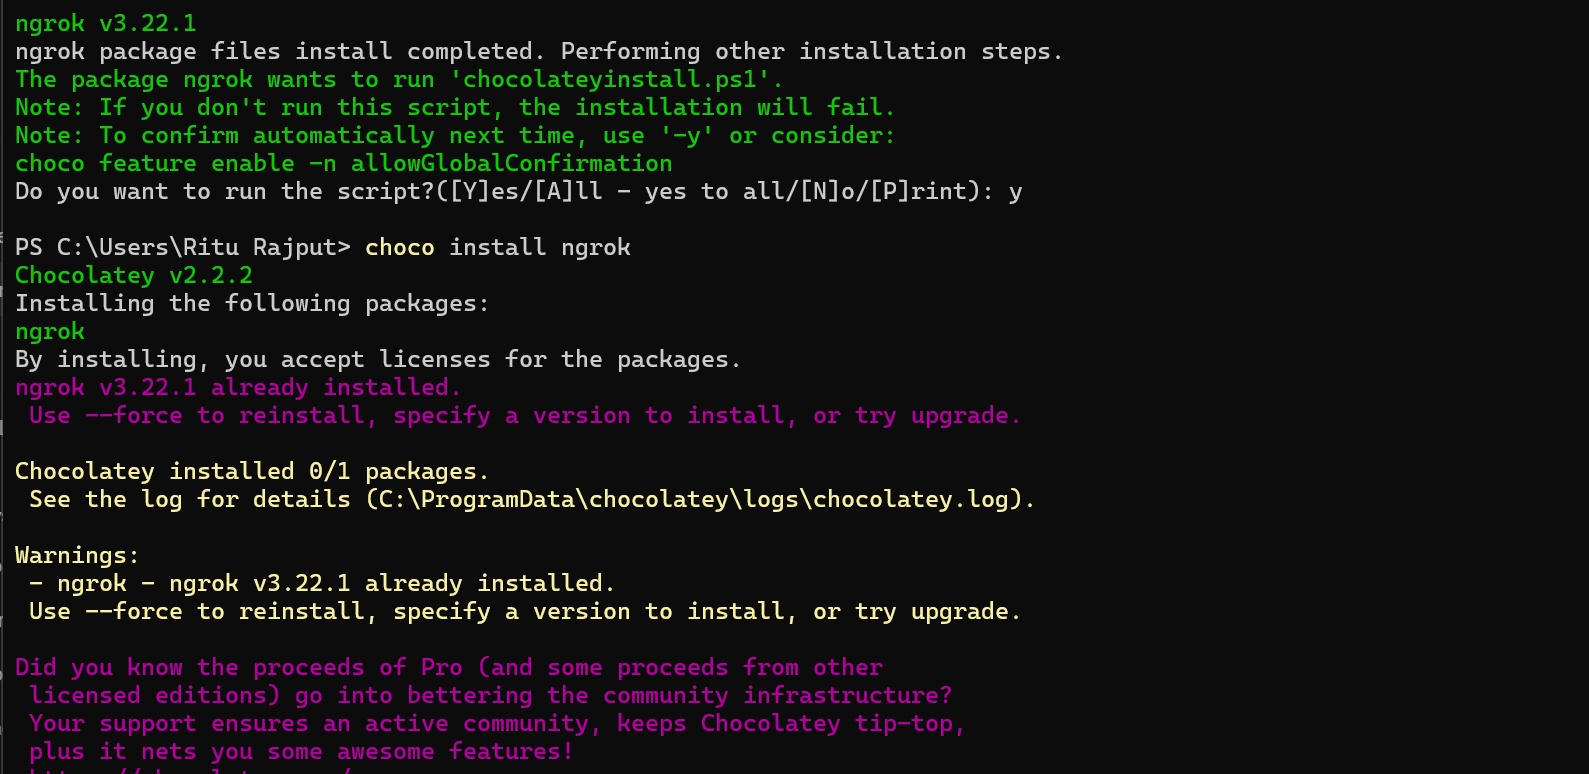 ngrok v3.22.1
ngrok package files install completed. Performing other installation steps.
The package ngrok wants to run 'chocolateyinstall.ps1'.
Note: If you don't run this script, the installation will fail.
Note: To confirm automatically next time, use '-y' or consider:
choco feature enable -n allowGlobalConfirmation
Do you want to run the script?([Y]es/[A]ll - yes to all/[N]o/[P]rint): y
PS C:\Users\Ritu Rajput> choco install ngrok
Chocolatey v2.2.2
Installing the following packages:
ngrok
By installing, you accept licenses for the packages.
ngrok v3.22.1 already installed.
Use --force to reinstall, specify a version to install, or try upgrade.
Chocolatey installed 0/1 packages.
See the log for details (C:\ProgramData\chocolatey\logs\chocolatey.log).
Warnings:
- ngrok - ngrok v3.22.1 already installed.
Use --force to reinstall, specify a version to install, or try upgrade.
Did you know the proceeds of Pro (and some proceeds from other
licensed editions) go into bettering the community infrastructure?
Your support ensures an active community, keeps Chocolatey tip-top,
plus it nets you some awesome features!